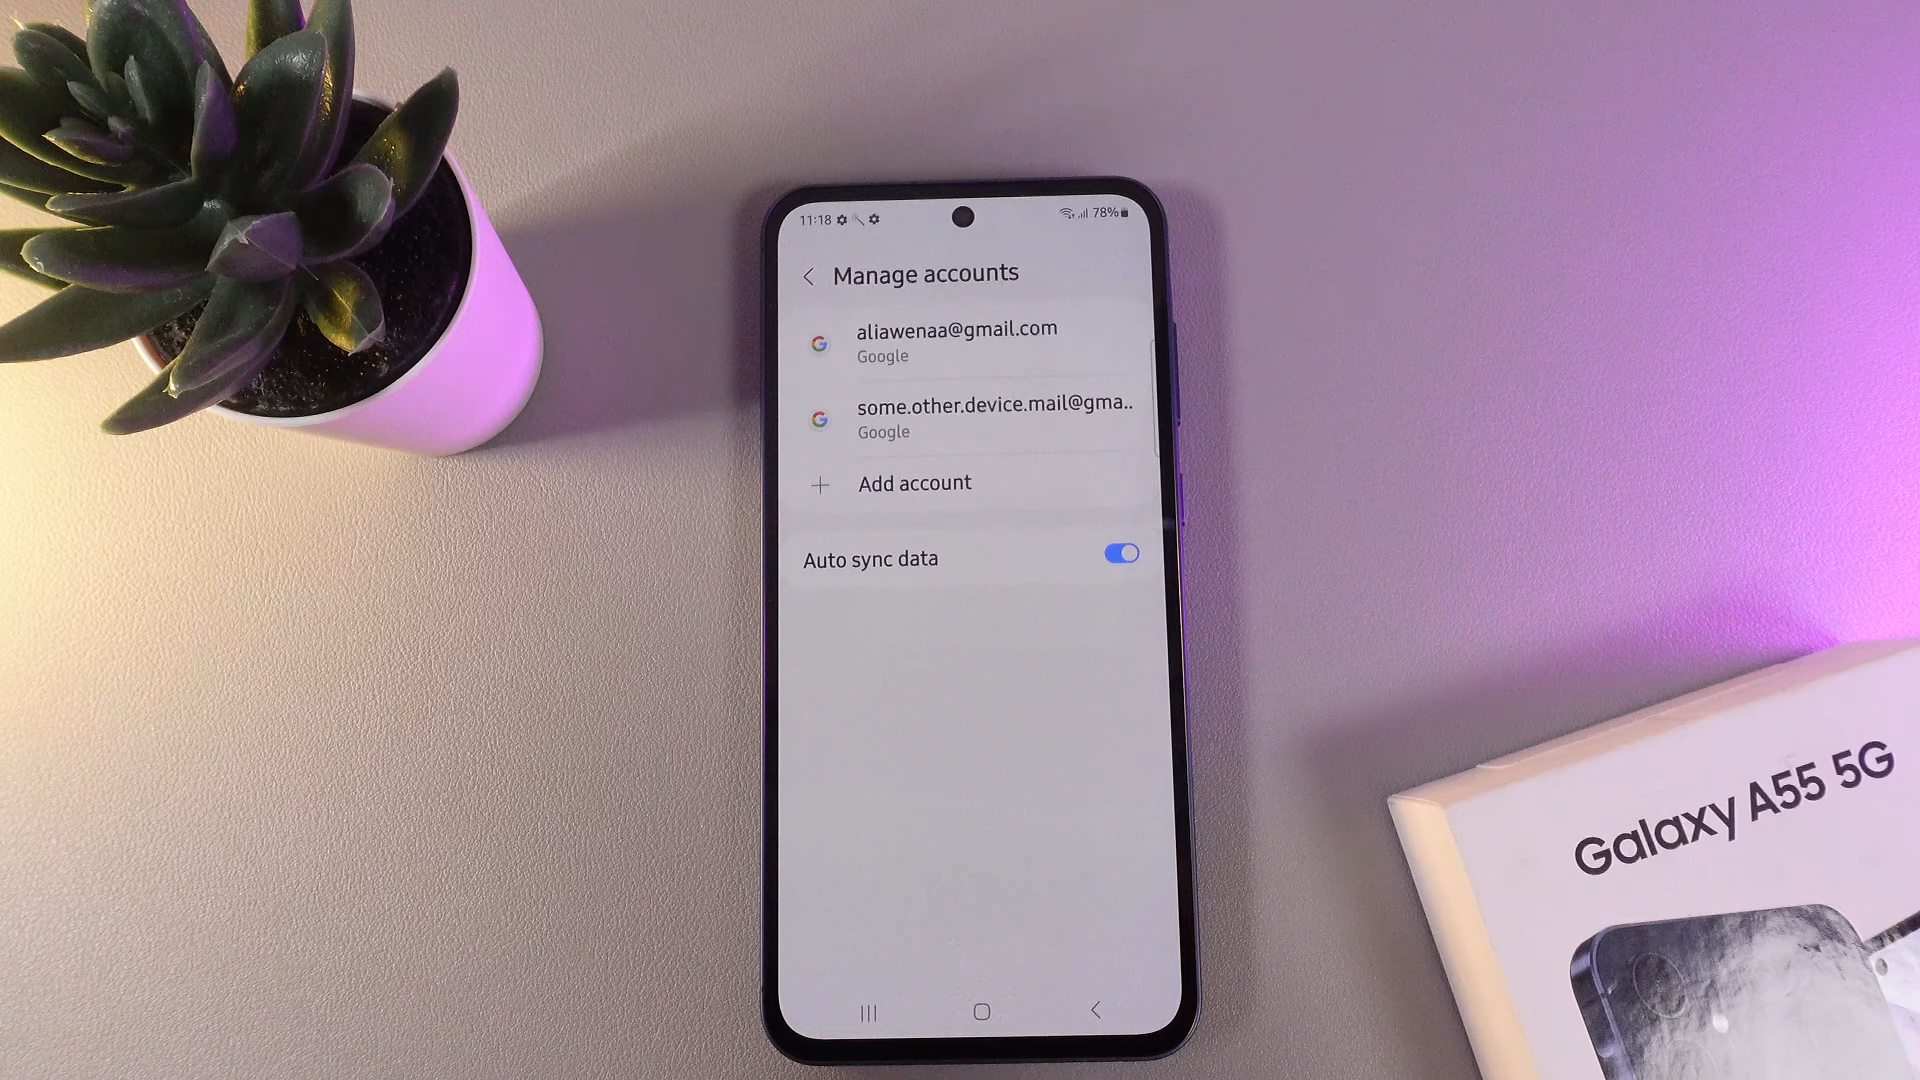 11:18
78%
Manage accounts
aliawenaa@gmail.com
Google
some.other.device.mail@gma..
Google
Add account
Auto sync data
Galaxy A55 5G